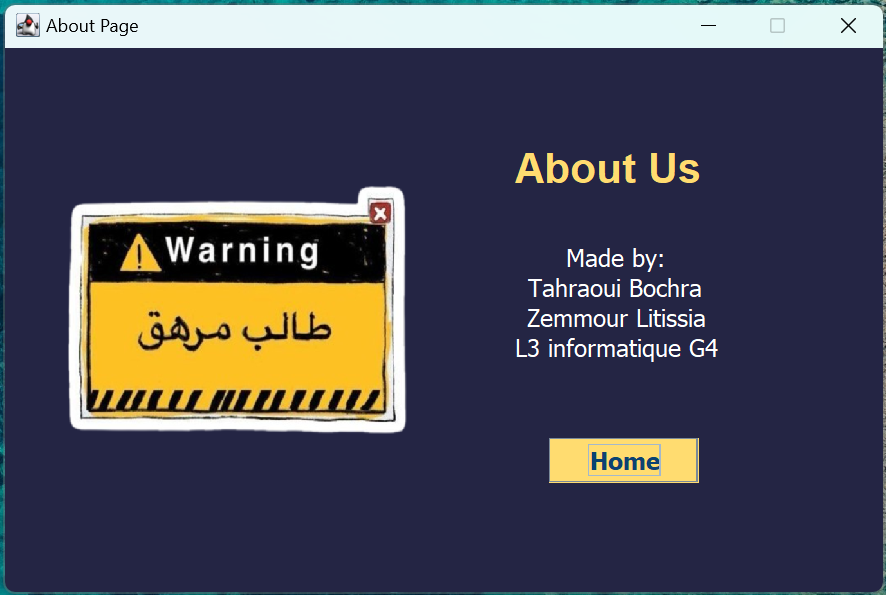 About Page
Warning
طالب مرهق
About Us
Made by:
Tahraoui Bochra
Zemmour Litissia
L3 informatique G4
Home